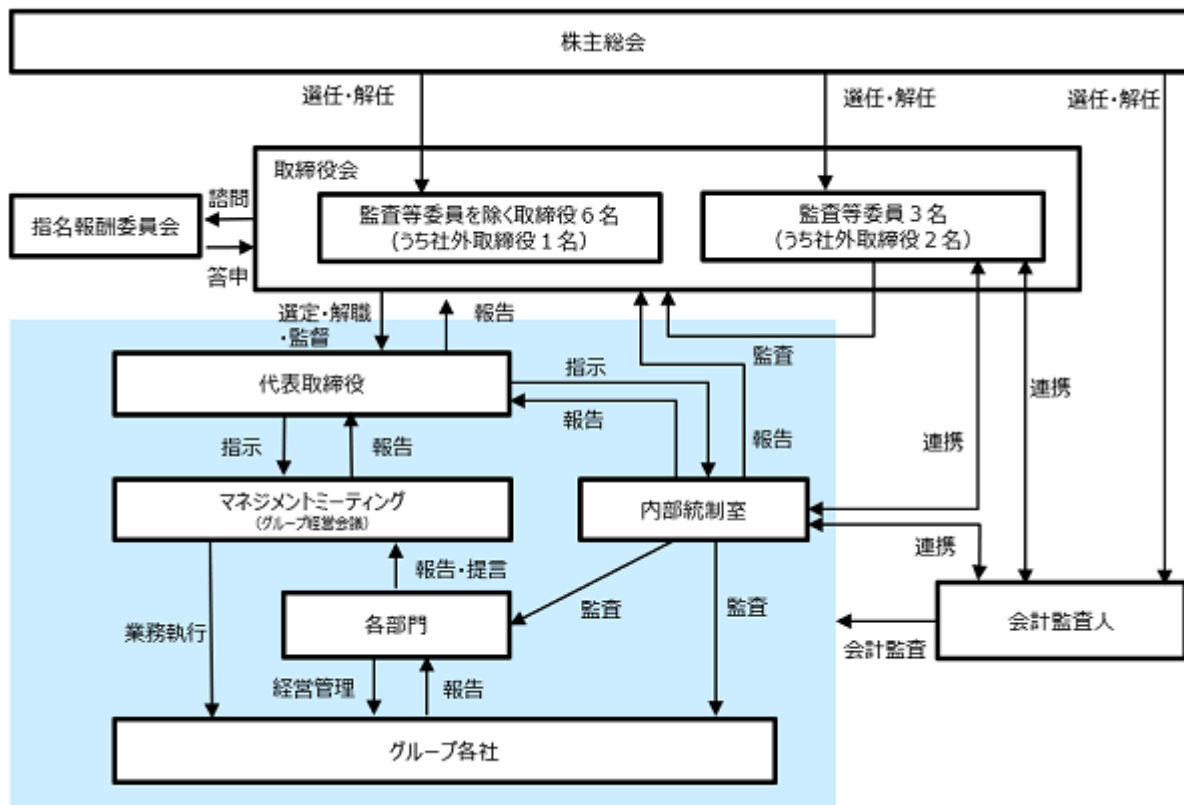 株主総会
選任・解任
選任・解任
選任・解任
取締役会
監査等委員を除く取締役6名
(うち社外取締役1名)
監査等委員3名
(うち社外取締役2名)
指名報酬委員会
諮問
答申
選定・解職
・監督
報告
監査
代表取締役
指示
報告
指示
報告
報告
連携
連携
マネジメントミーティング
(グループ経営会議)
内部統制室
連携
報告・提言
監査
監査
各部門
業務執行
会計監査人
会計監査
経営管理
報告
グループ各社